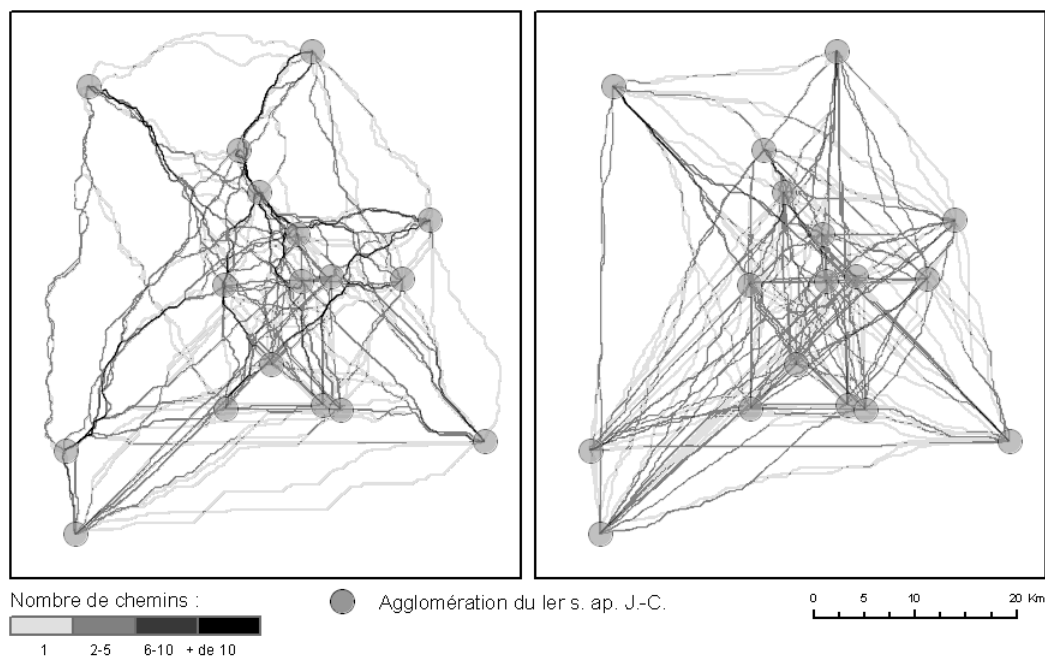 Nombre de chemins :
1 2-5 6-10 + de 10
Agglomération du Ier s. ap. J.-C.
0 5 10 20 Km